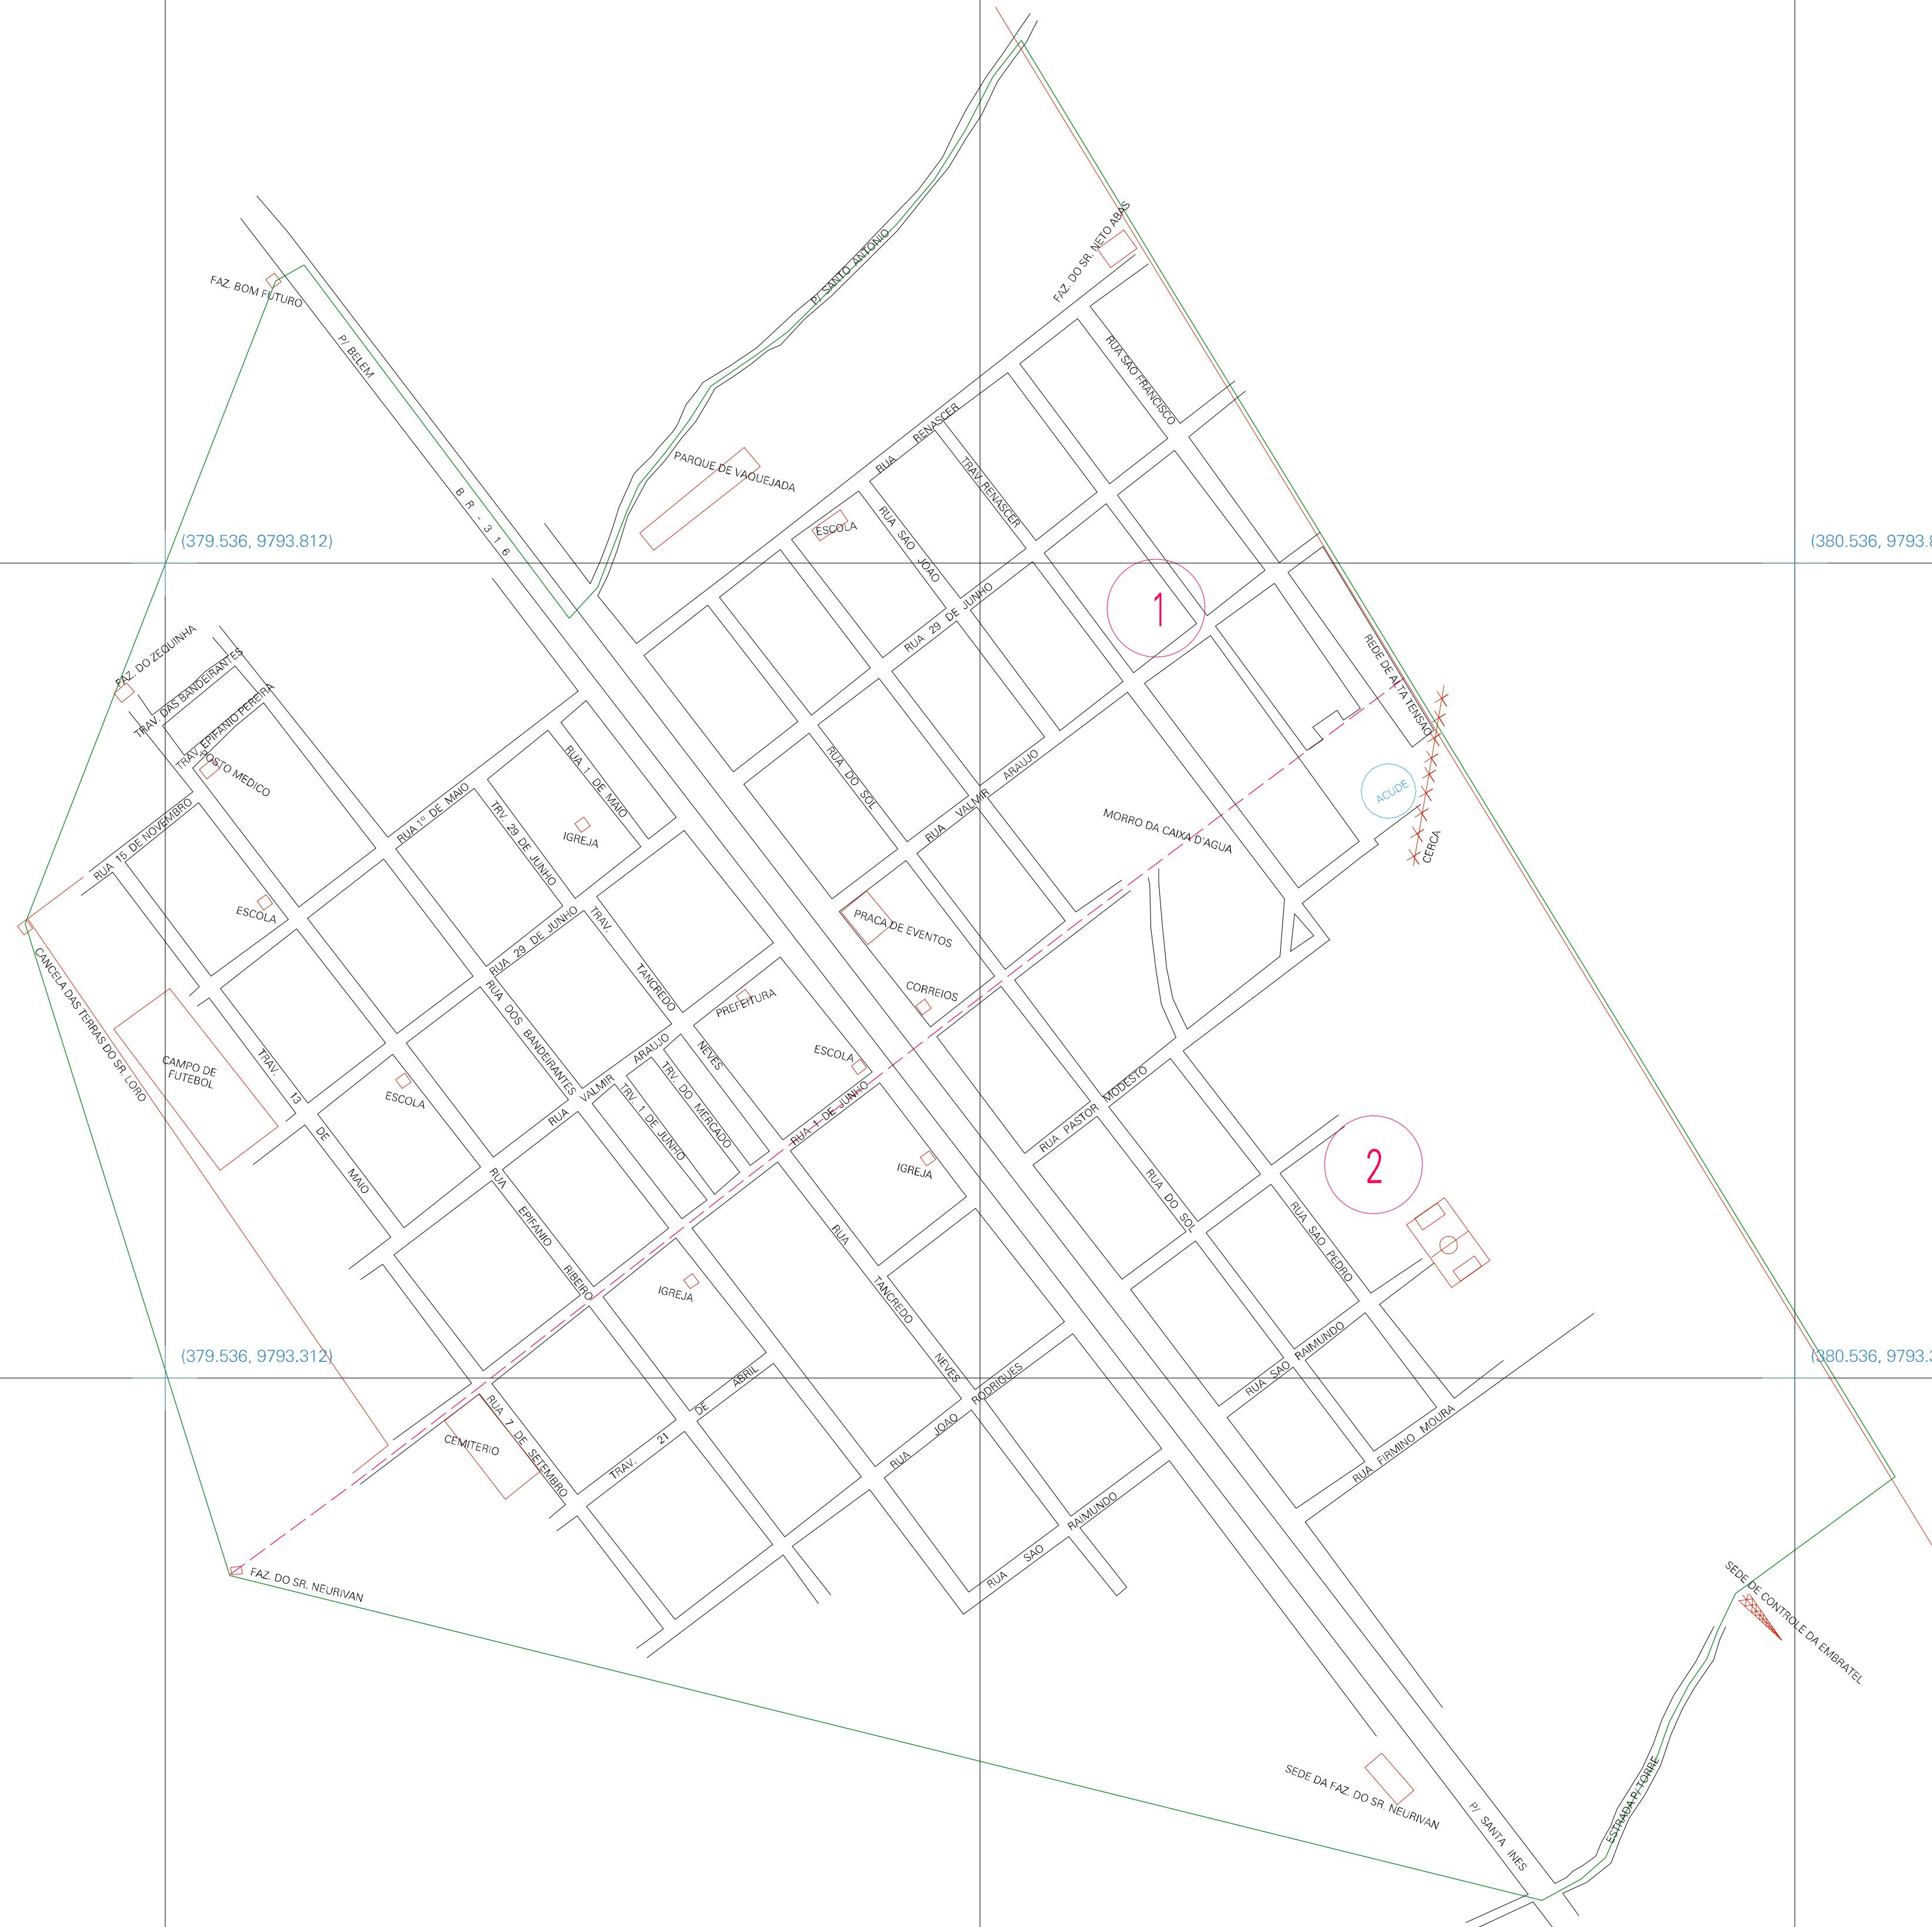 FAZ. DO SR. NETO ABAS
P/ SANTO ANTONIO
FAZ. BOM FUTURO
P/ BELEM
RUA SAO FRANCISCO
RUA RENASCER
PARQUE DE VAQUEJADA
TRAV. RENASCER
B R - 3 1 6
ESCOLA
RUA SAO JOAO
(379.536, 9793.812)
(380.536, 9793.8
1
RUA 29 DE JUNHO
FAZ. DO ZEQUINHA
TRAV. DAS BANDEIRANTES
TRAV. EPIFANIO PEREIRA
POSTO MEDICO
REDE DE ALTA TENSAO
RUA 1 DE MAIO
RUA DO SOL
RUA VALMIR ARAUJO
ACUDE
CERCA
RUA 1º DE MAIO
TRV. 29 DE JUNHO
IGREJA
MORRO DA CAIXA D'AGUA
RUA 15 DE NOVEMBRO
ESCOLA
RUA 29 DE JUNHO
TRAV. TANCREDO NEVES
PRACA DE EVENTOS
CORREIOS
PREFEITURA
RUA DOS BANDEIRANTES
CANCELA DAS TERRAS DO SR. LORO
CAMPO DE
FUTEBOL
TRAV. 13 DE MAIO
ESCOLA
RUA VALMIR ARAUJO
TRV. DO MERCADO
TRV. 1 DE JUNHO
ESCOLA
RUA 1 DE JUNHO
RUA PASTOR MODESTO
IGREJA
2
RUA DO SOL
RUA SAO PEDRO
RUA EPIFANIO RIBEIRO
IGREJA
RUA TANCREDO NEVES
(379.536, 9793.312)
(380.536, 9793.3
RUA SAO RAIMUNDO
RUA JOAO RODRIGUES
TRAV. 21 DE ABRIL
RUA 7 DE SETEMBRO
CEMITERIO
RUA FIRMINO MOURA
RUA SAO RAIMUNDO
FAZ. DO SR. NEURIVAN
SEDE DE CONTROLE DA EMBRATEL
SEDE DA FAZ. DO SR. NEURIVAN
P/ SANTA INES
ESTRADA P/ TORRE